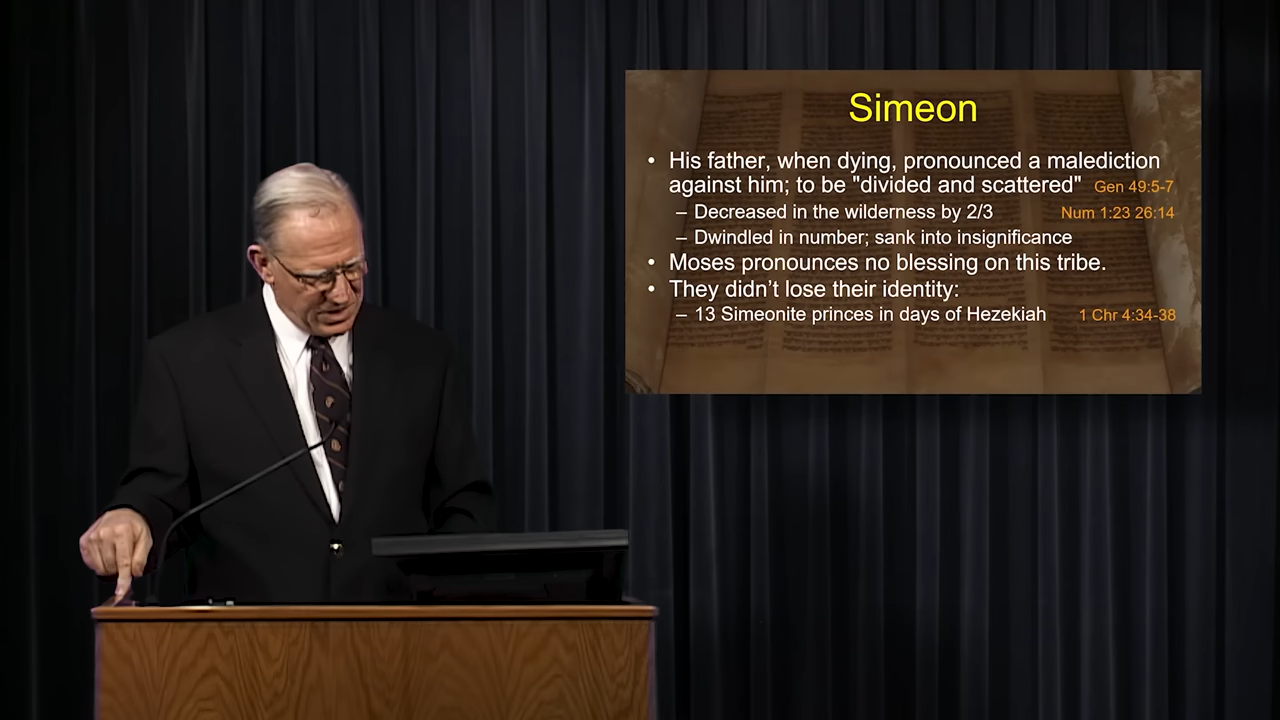 Simeon
• His father, when dying, pronounced a malediction
against him; to be "divided and scattered" Gen 49:5-7
– Decreased in the wilderness by 2/3 Num 1:23 26:14
– Dwindled in number; sank into insignificance
• Moses pronounces no blessing on this tribe.
• They didn’t lose their identity:
– 13 Simeonite princes in days of Hezekiah 1 Chr 4:34-38